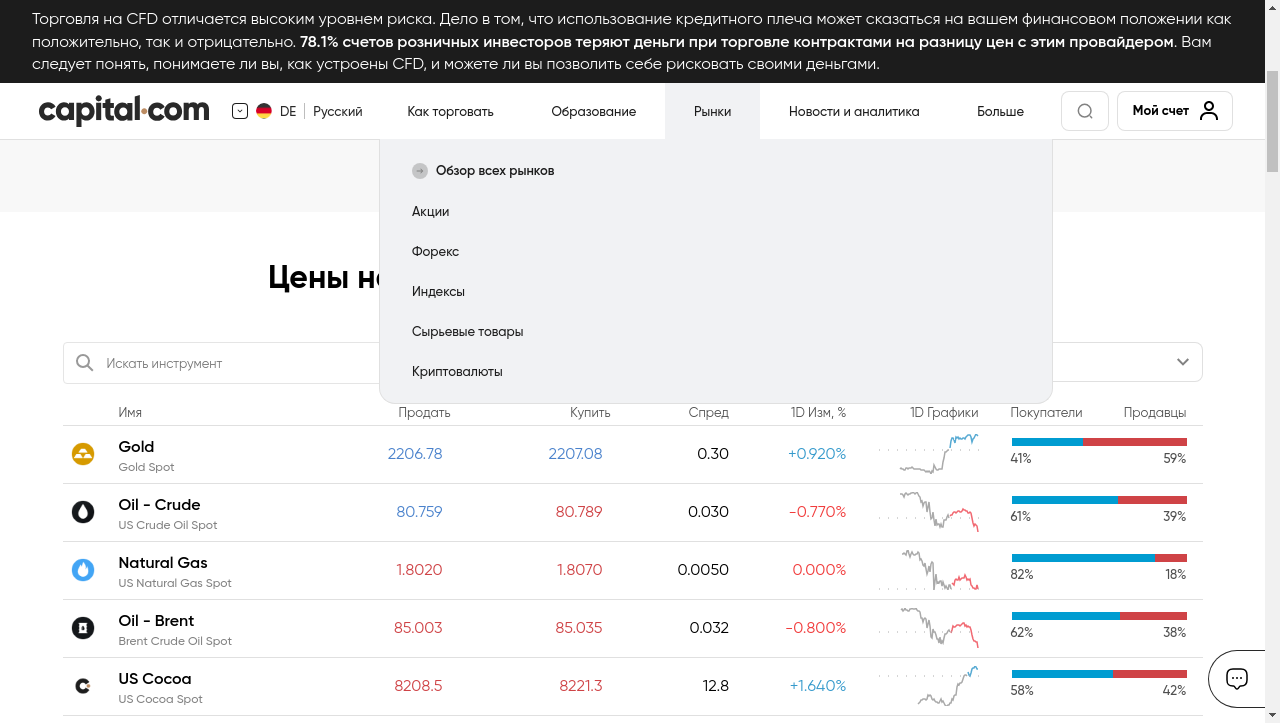 Торговля на CFD отличается высоким уровнем риска. Дело в том, что использование кредитного плеча может сказаться на вашем финансовом положении как
положительно, так и отрицательно. 78.1% счетов розничных инвесторов теряют деньги при торговле контрактами на разницу цен с этим провайдером. Вам
следует понять, понимаете ли вы, как устроены CFD, и можете ли вы позволить себе рисковать своими деньгами.
capital.com DE Русский Как торговать Образование Рынки Новости и аналитика Больше Мой счет
Обзор всех рынков
Акции
Форекс
Индексы
Сырьевые товары
Криптовалюты
Цены
Искать инструмент
Имя Продать Купить Спред 1D Изм, % 1D Графики Покупатели Продавцы
Gold 2206.78 2207.08 0.30 +0.920% 41% 59%
Gold Spot
Oil - Crude 80.759 80.789 0.030 -0.770% 61% 39%
US Crude Oil Spot
Natural Gas 1.8020 1.8070 0.0050 0.000% 82% 18%
US Natural Gas Spot
Oil - Brent 85.003 85.035 0.032 -0.800% 62% 38%
Brent Crude Oil Spot
US Cocoa 8208.5 8221.3 12.8 +1.640% 58% 42%
US Cocoa Spot